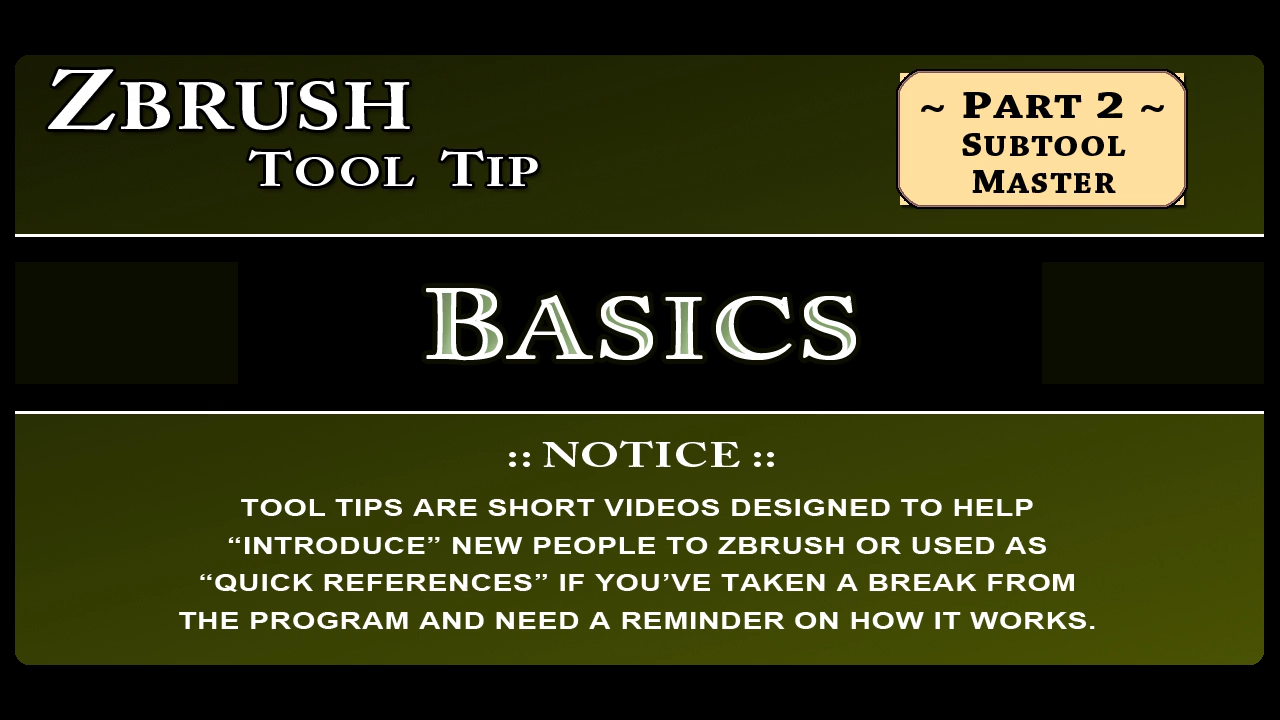 ZBRUSH
TOOL TIP
~ PART 2 ~
SUBTOOL
MASTER
BASICS
:: NOTICE ::
TOOL TIPS ARE SHORT VIDEOS DESIGNED TO HELP
“INTRODUCE” NEW PEOPLE TO ZBRUSH OR USED AS
“QUICK REFERENCES” IF YOU’VE TAKEN A BREAK FROM
THE PROGRAM AND NEED A REMINDER ON HOW IT WORKS.